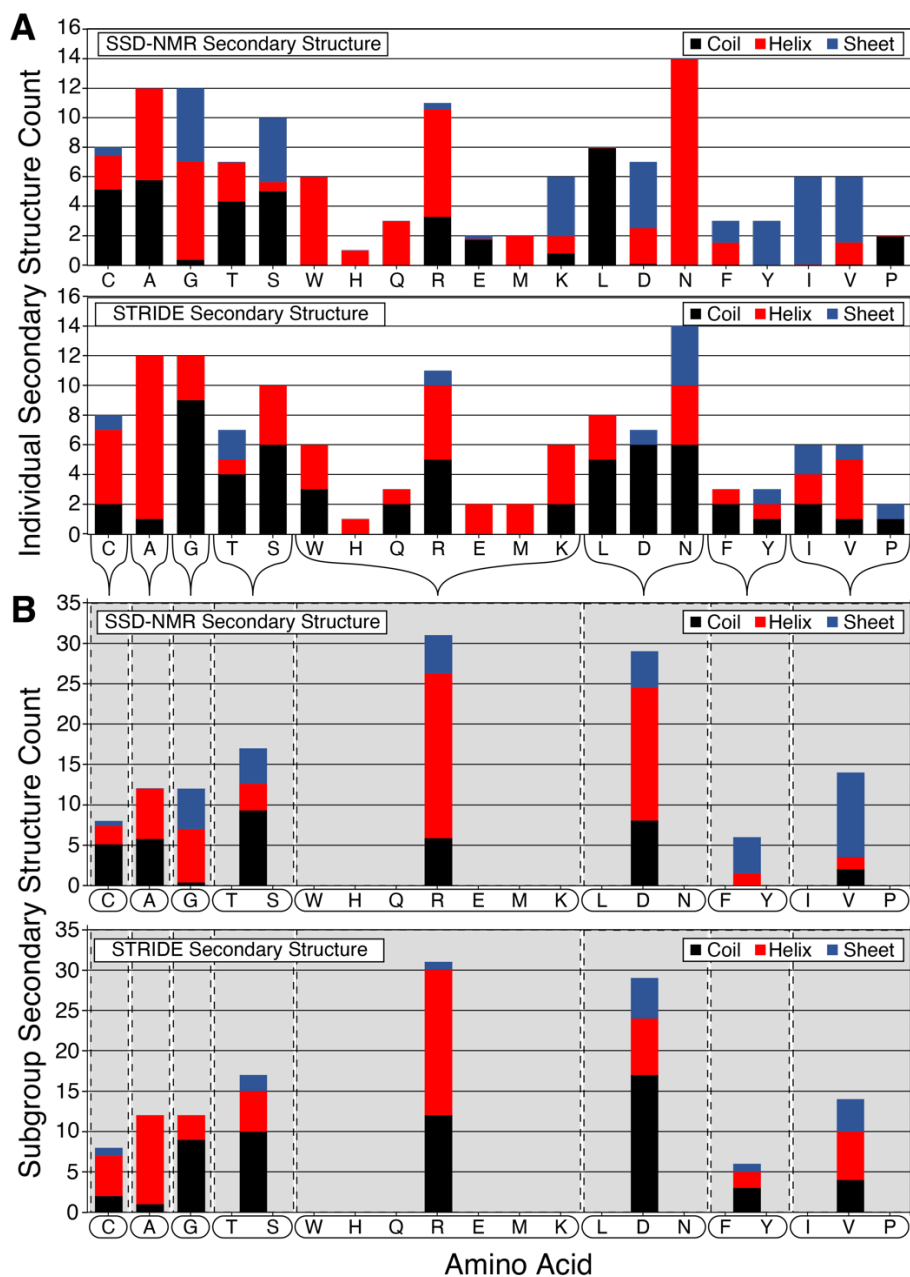 A
Individual Secondary Structure Count
16
14
12
10
8
6
4
2
0
SSD-NMR Secondary Structure
Coil Helix Sheet
C A G T S W H Q R E M K L D N F Y I V P
16
14
12
10
8
6
4
2
0
STRIDE Secondary Structure
Coil Helix Sheet
C A G T S W H Q R E M K L D N F Y I V P
B
Subgroup Secondary Structure Count
35
30
25
20
15
10
5
0
SSD-NMR Secondary Structure
Coil Helix Sheet
C A G T S W H Q R E M K L D N F Y I V P
35
30
25
20
15
10
5
0
STRIDE Secondary Structure
Coil Helix Sheet
C A G T S W H Q R E M K L D N F Y I V P
Amino Acid